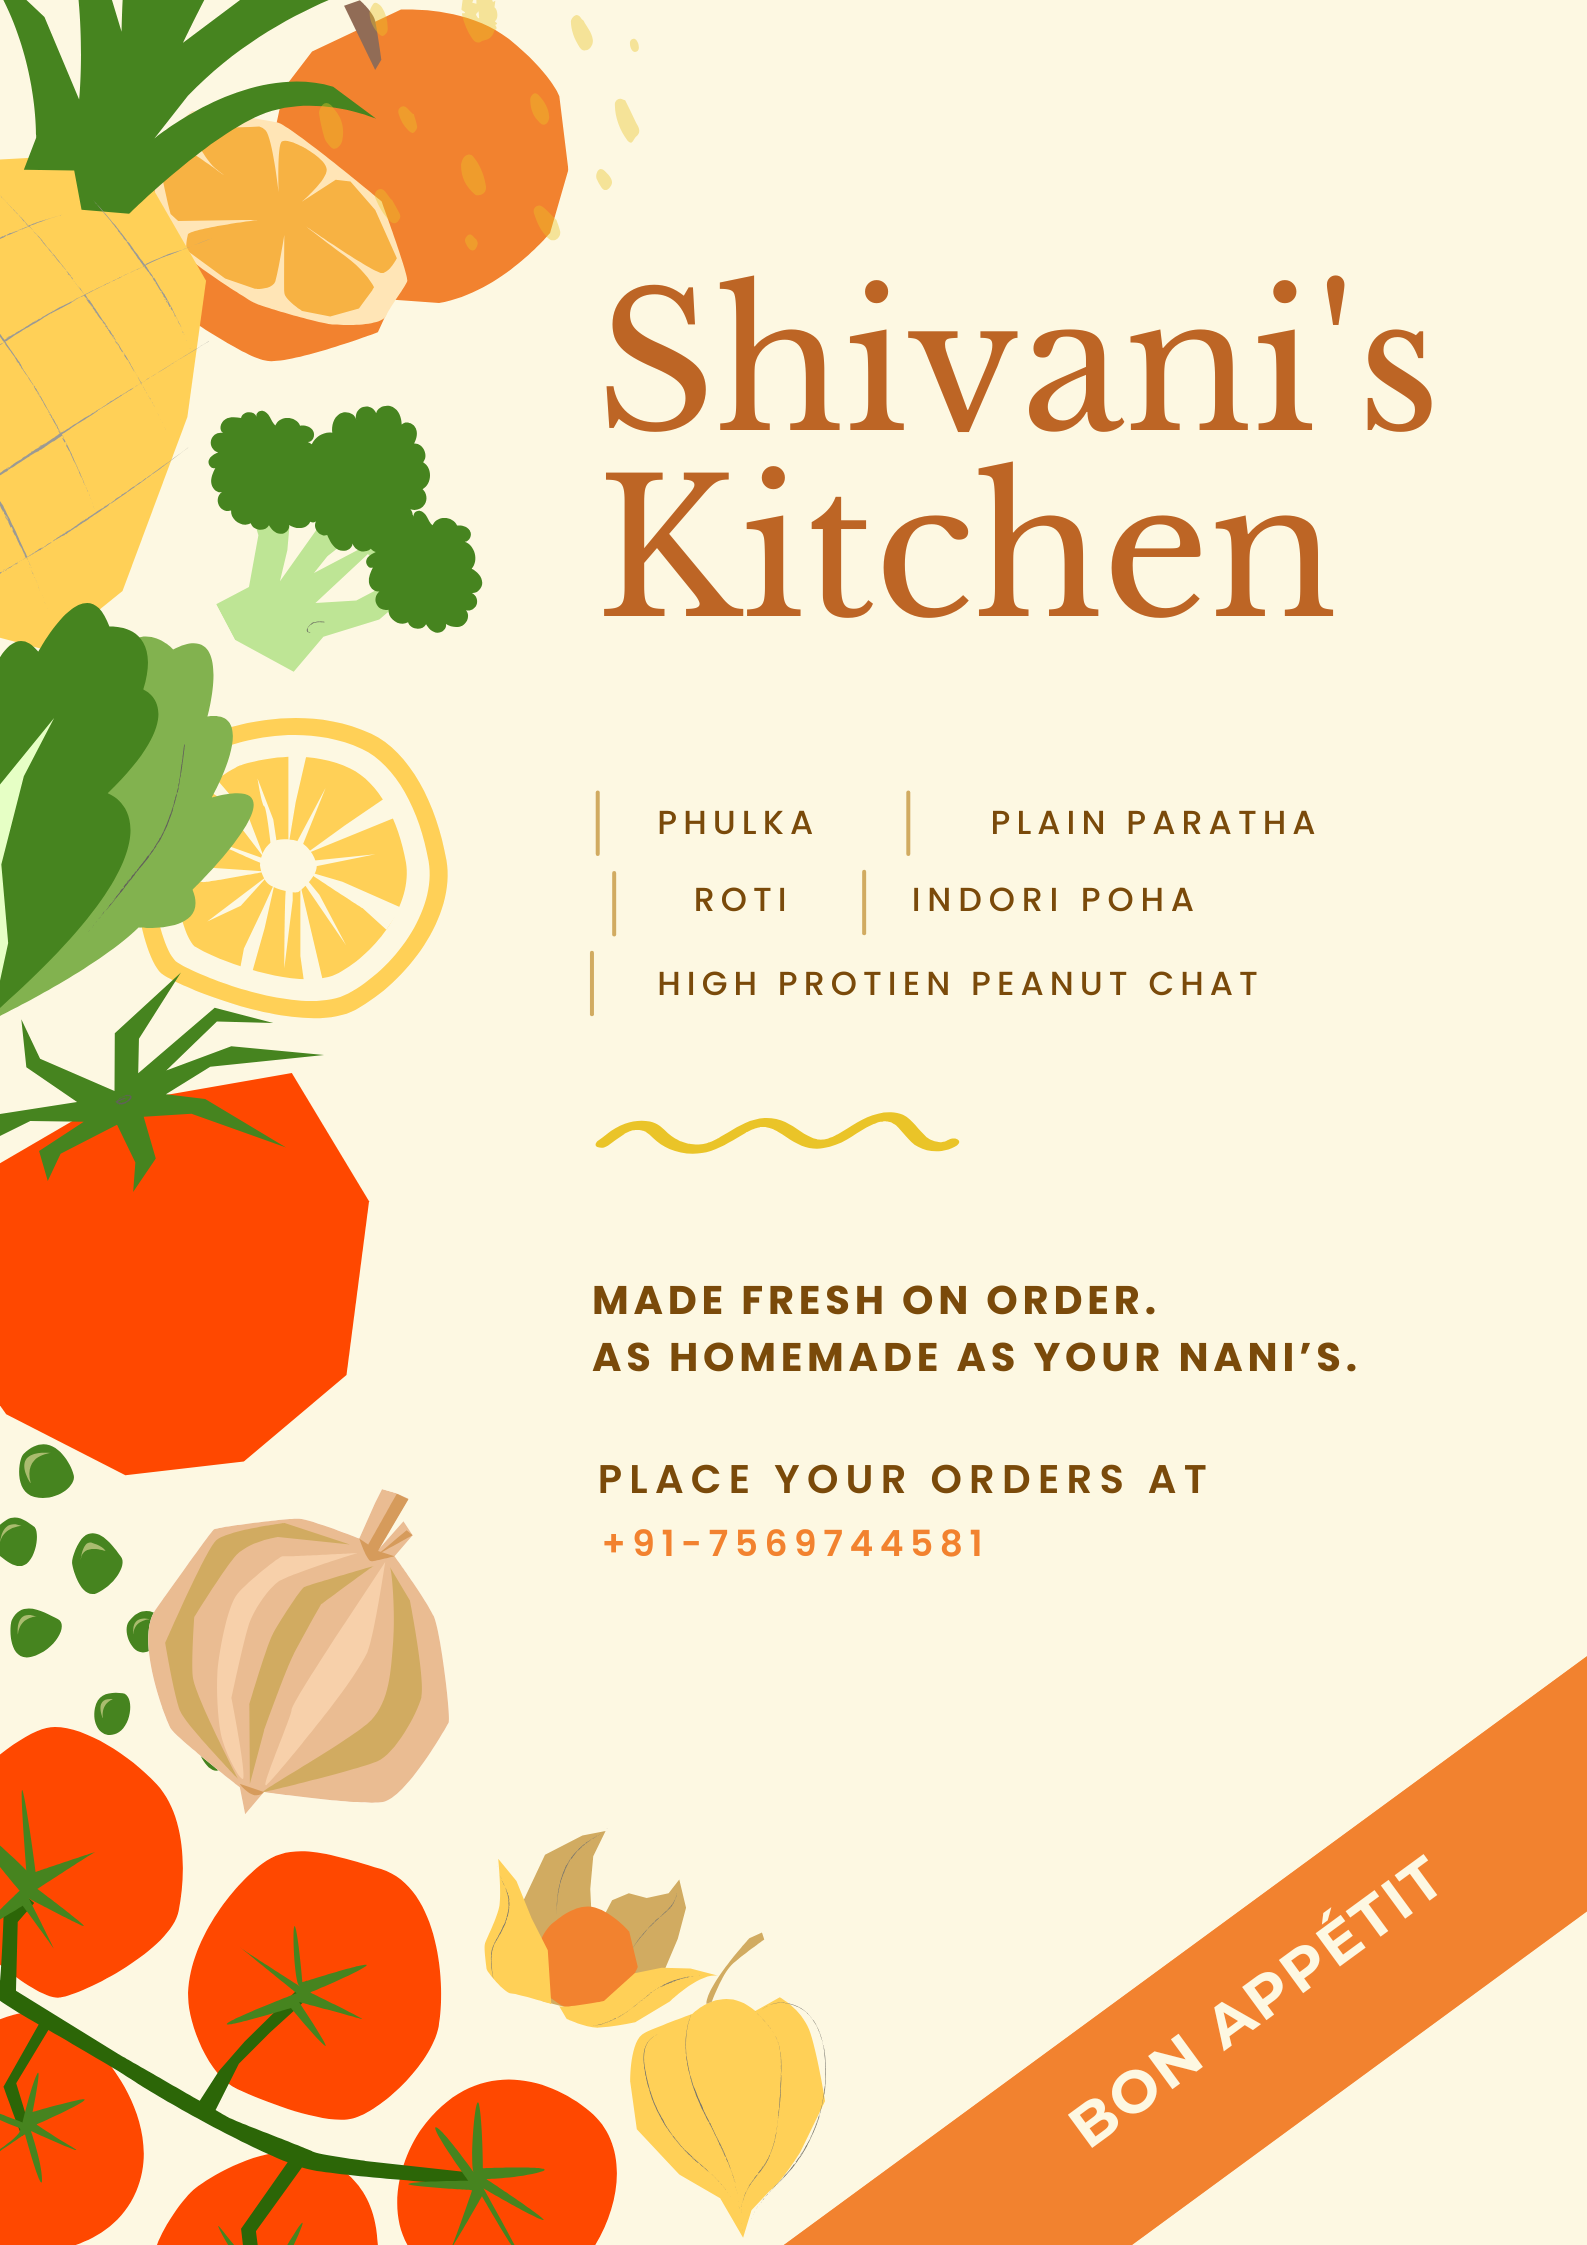 Shivani's
Kitchen
PHULKA PLAIN PARATHA
ROTI INDORI POHA
HIGH PROTIEN PEANUT CHAT
MADE FRESH ON ORDER.
AS HOMEMADE AS YOUR NANI’S.
PLACE YOUR ORDERS AT
+91-7569744581
BON APPÉTIT